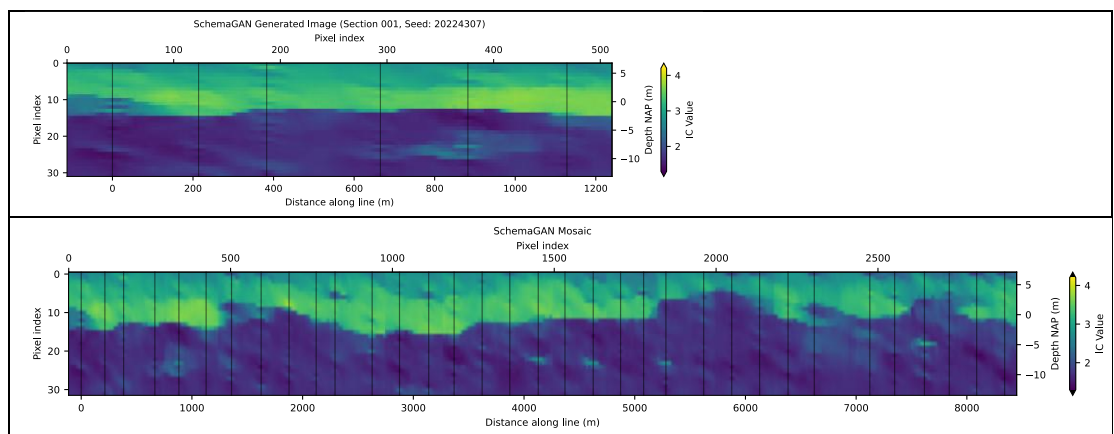 SchemaGAN Generated Image (Section 001, Seed: 20224307)
Pixel index
0 100 200 300 400 500
Pixel index
0
10
20
30
5
0
−5
−10
Depth NAP (m)
4
3
2
IC Value
0 200 400 600 800 1000 1200
Distance along line (m)
SchemaGAN Mosaic
Pixel index
0 500 1000 1500 2000 2500
Pixel index
0
10
20
30
5
0
−5
−10
Depth NAP (m)
4
3
2
IC Value
0 1000 2000 3000 4000 5000 6000 7000 8000
Distance along line (m)